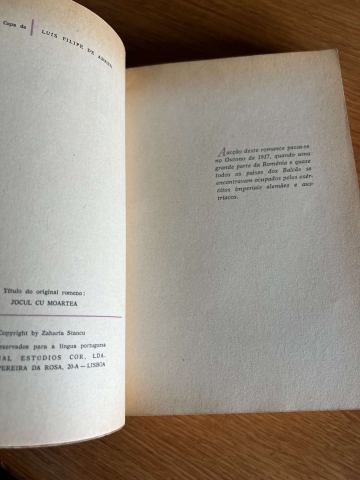 Capa de
LUIS FILIPE DE ABREU
Título do original romeno:
JOCUL CU MOARTEA
Copyright by Zaharia Stancu
servados para a língua portuguesa
NAL ESTÚDIOS COR, LDA.
PEREIRA DA ROSA, 20-A — LISBOA
A acção deste romance passa-se
no Outono de 1917, quando uma
grande parte da Roménia e quase
todos os países dos Balcãs se
encontravam ocupados pelos exér-
citos imperiais alemães e aus-
tríacos.